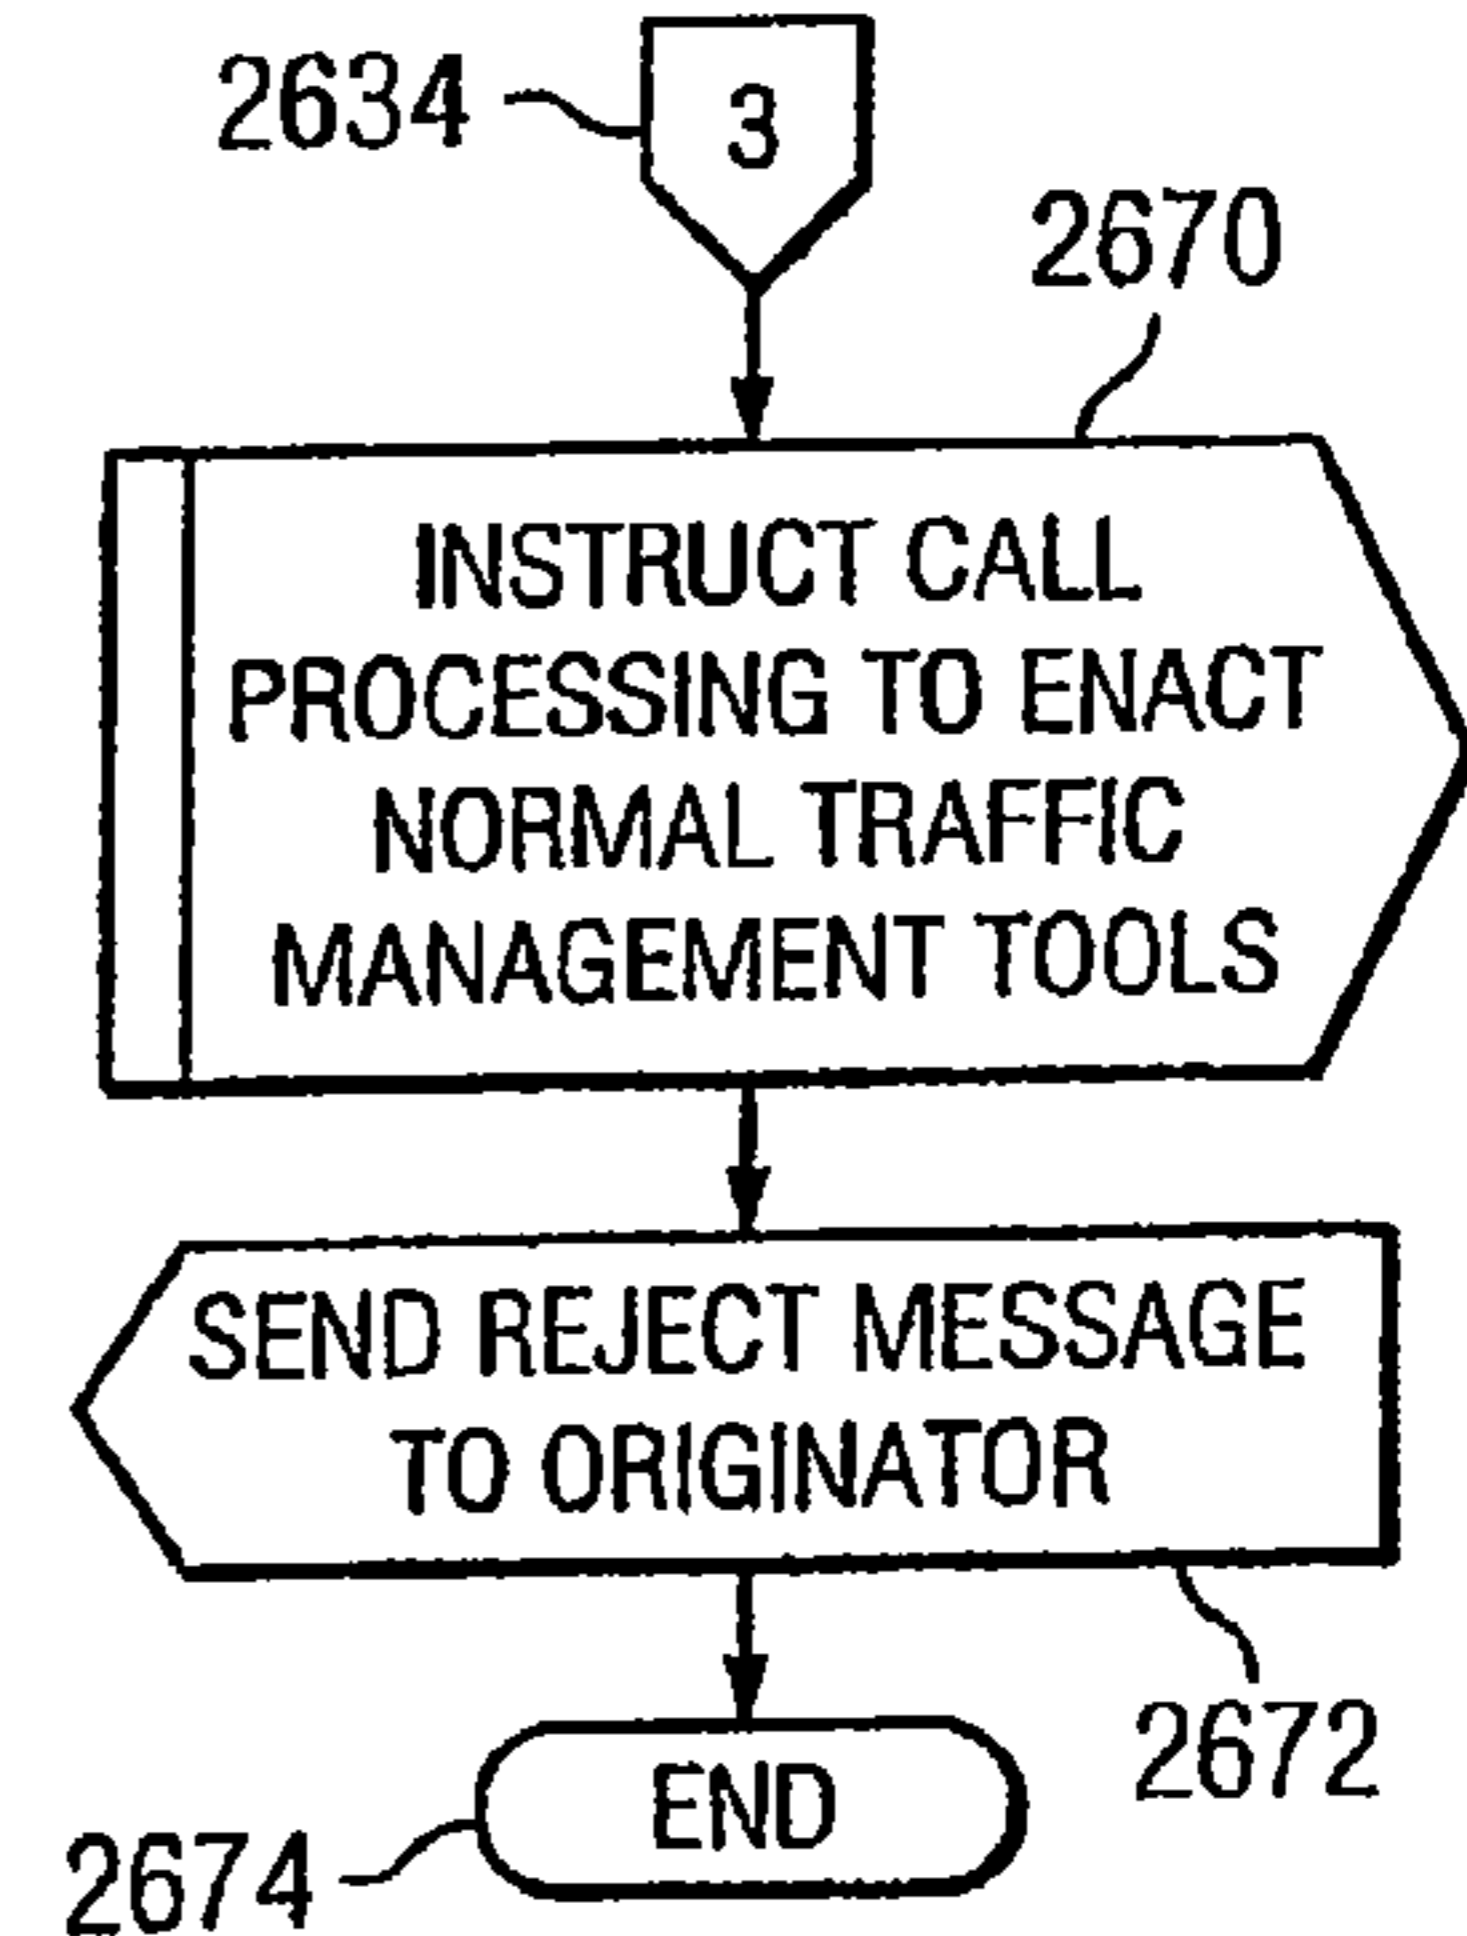 2634
3
2670
INSTRUCT CALL
PROCESSING TO ENACT
NORMAL TRAFFIC
MANAGEMENT TOOLS
SEND REJECT MESSAGE
TO ORIGINATOR
2672
END
2674